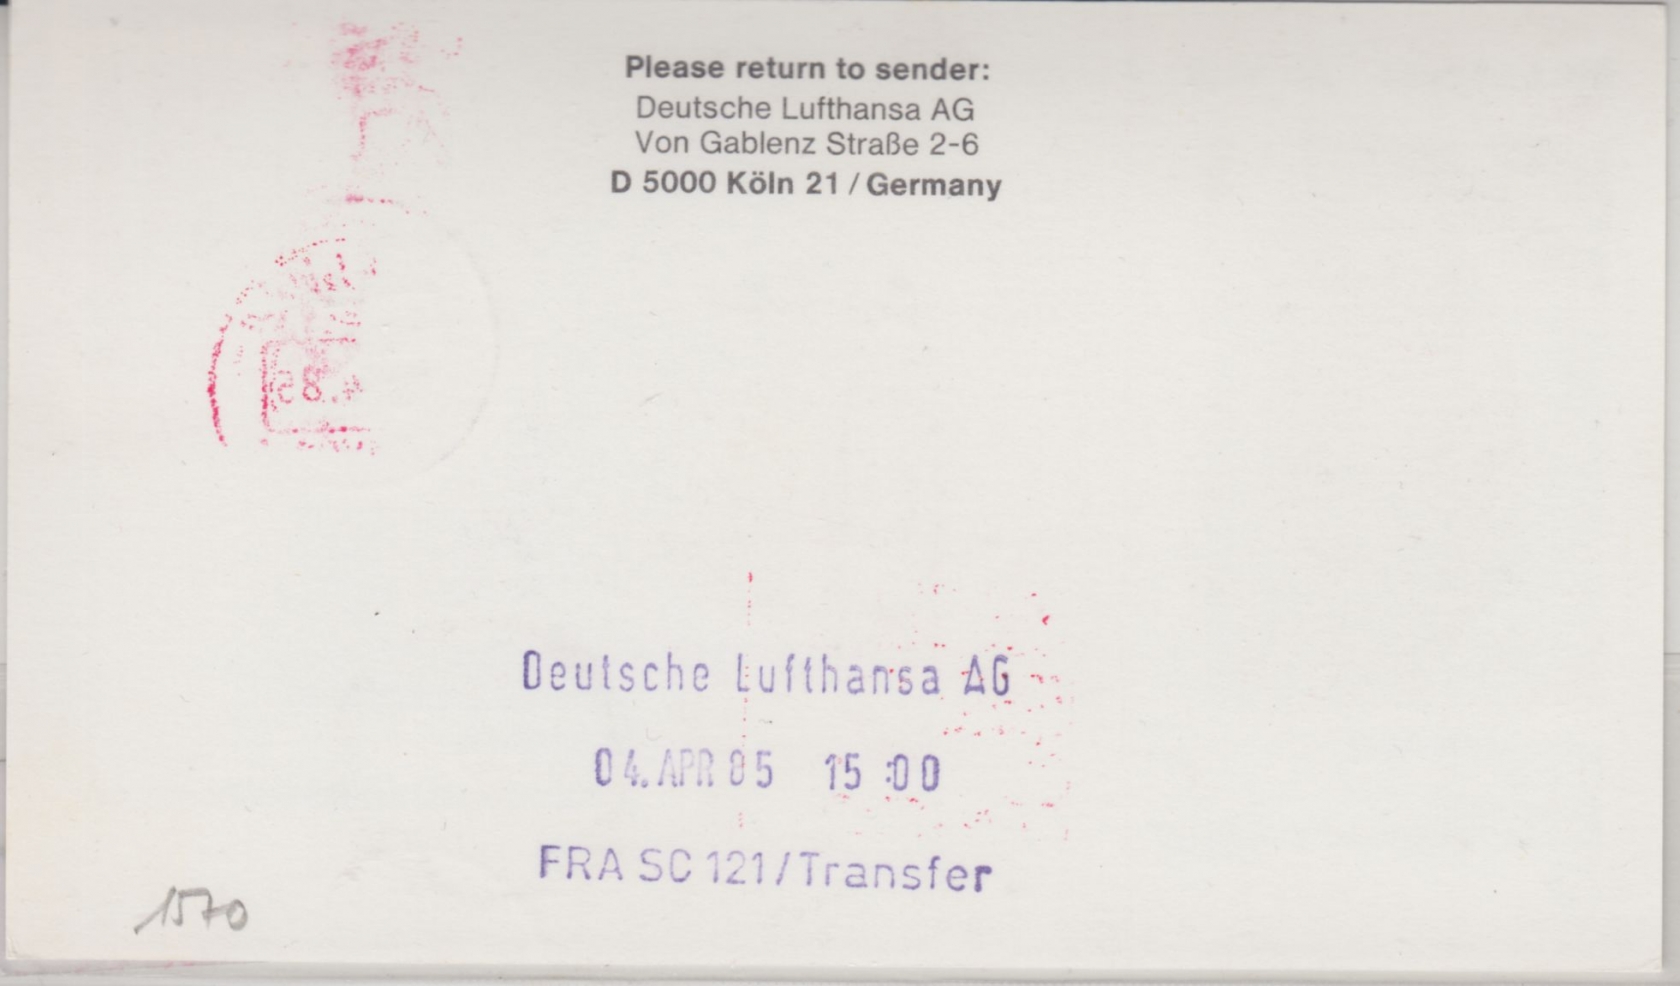 Please return to sender:
Deutsche Lufthansa AG
Von Gablenz Straße 2-6
D 5000 Köln 21 / Germany
Deutsche Lufthansa AG
04. APR 85 15:00
FRA SC 121/Transfer
1570